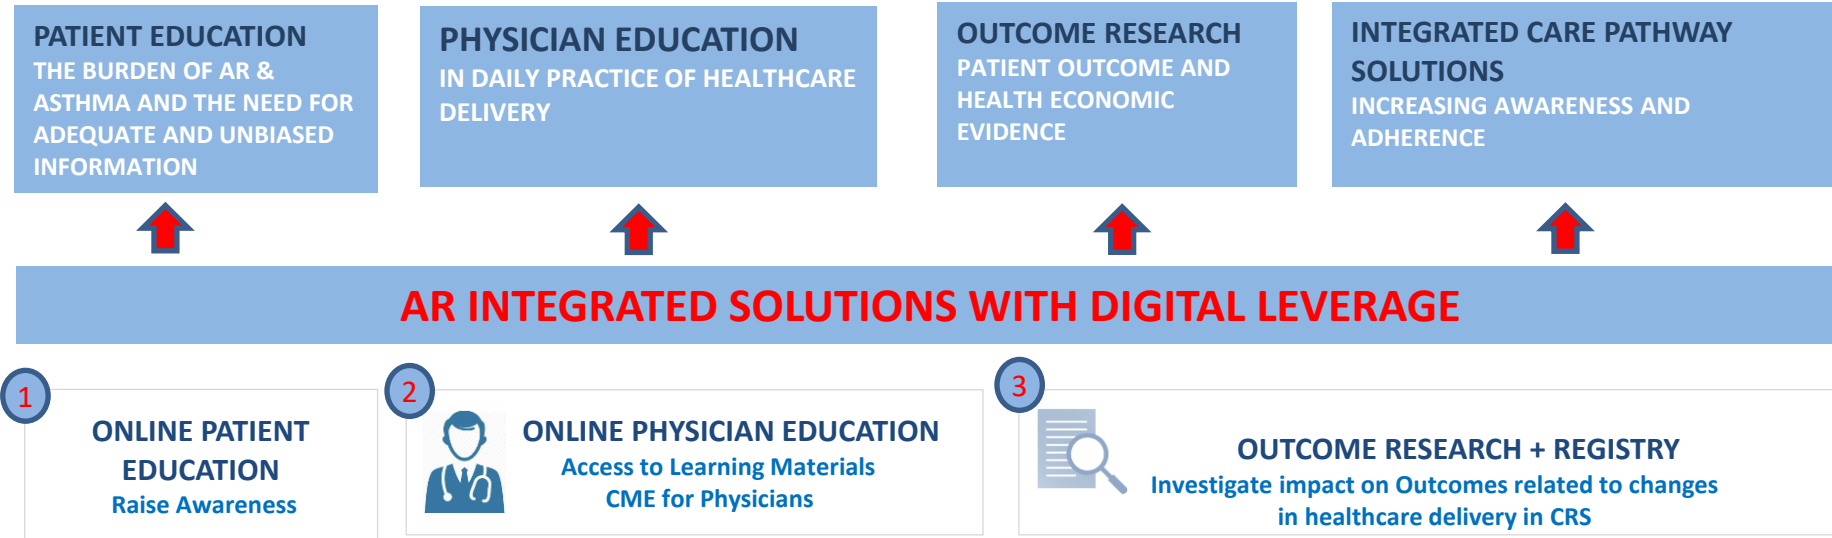 PATIENT EDUCATION
THE BURDEN OF AR &
ASTHMA AND THE NEED FOR
ADEQUATE AND UNBIASED
INFORMATION
PHYSICIAN EDUCATION
IN DAILY PRACTICE OF HEALTHCARE
DELIVERY
OUTCOME RESEARCH
PATIENT OUTCOME AND
HEALTH ECONOMIC
EVIDENCE
INTEGRATED CARE PATHWAY
SOLUTIONS
INCREASING AWARENESS AND
ADHERENCE
AR INTEGRATED SOLUTIONS WITH DIGITAL LEVERAGE
1
ONLINE PATIENT
EDUCATION
Raise Awareness
2
ONLINE PHYSICIAN EDUCATION
Access to Learning Materials
CME for Physicians
3
OUTCOME RESEARCH + REGISTRY
Investigate impact on Outcomes related to changes
in healthcare delivery in CRS